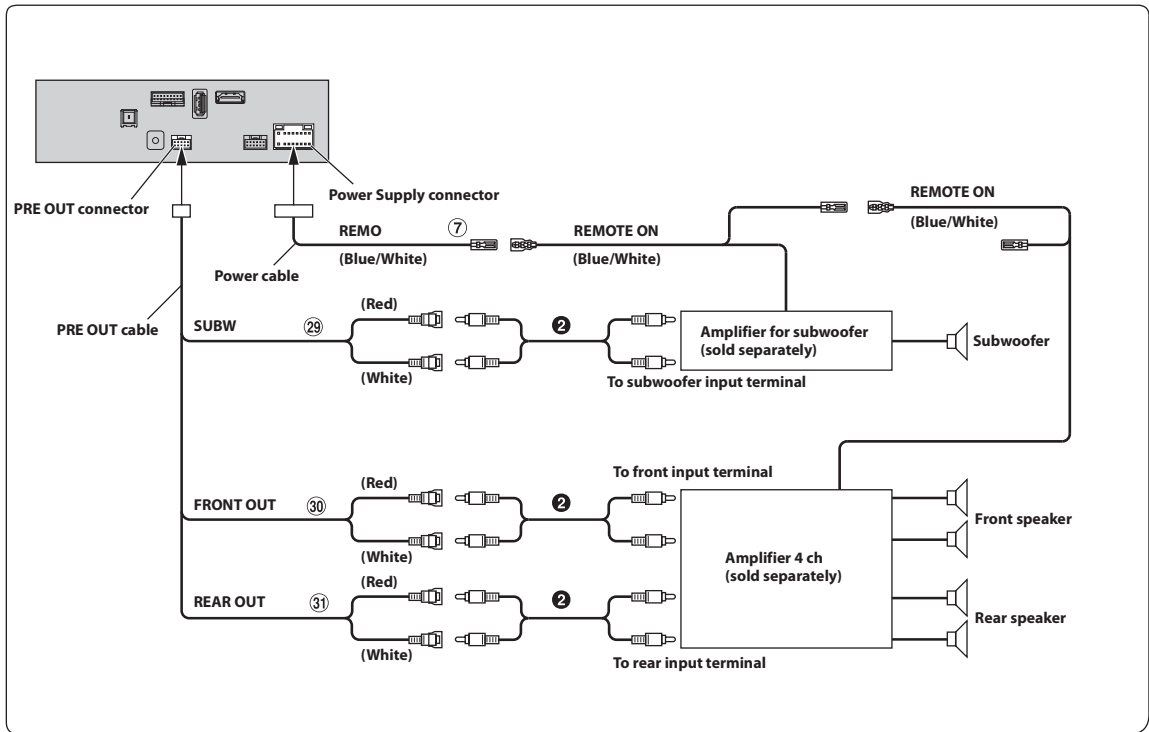 PRE OUT connector
Power Supply connector
REMOTE ON
(Blue/White)
REMO
⑦
REMOTE ON
(Blue/White)
(Blue/White)
Power cable
PRE OUT cable
SUBW
㉙
(Red)
(White)
❷
Amplifier for subwoofer
(sold separately)
Subwoofer
To subwoofer input terminal
To front input terminal
FRONT OUT
㉚
(Red)
(White)
❷
Front speaker
Amplifier 4 ch
(sold separately)
REAR OUT
㉛
(Red)
(White)
❷
Rear speaker
To rear input terminal